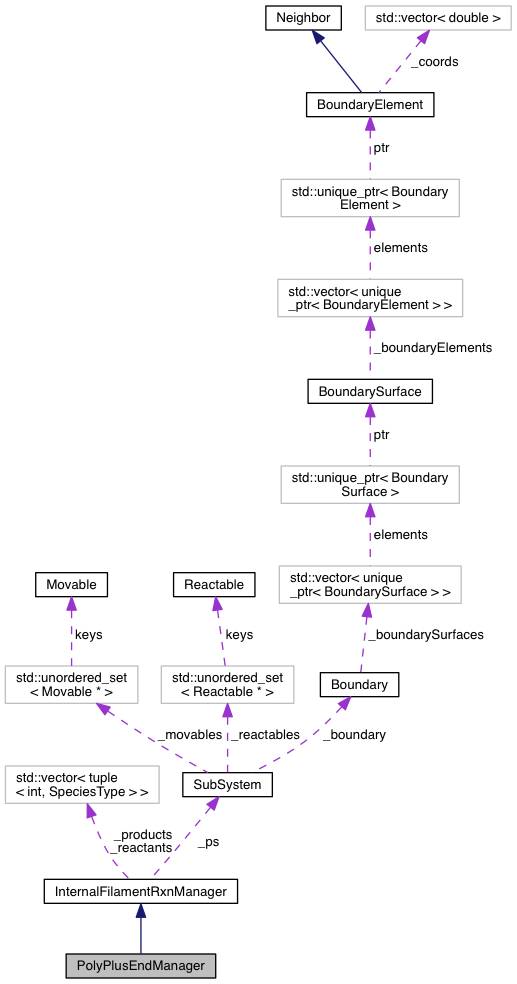 Neighbor
std::vector< double >
_coords
BoundaryElement
ptr
std::unique_ptr< Boundary
Element >
elements
std::vector< unique
_ptr< BoundaryElement > >
_boundaryElements
BoundarySurface
ptr
std::unique_ptr< Boundary
Surface >
elements
std::vector< unique
_ptr< BoundarySurface > >
Movable
Reactable
keys
keys
_boundarySurfaces
std::unordered_set
< Movable * >
std::unordered_set
< Reactable * >
Boundary
_movables
_reactables
_boundary
std::vector< tuple
< int, SpeciesType > >
SubSystem
_products
_reactants
_ps
InternalFilamentRxnManager
PolyPlusEndManager